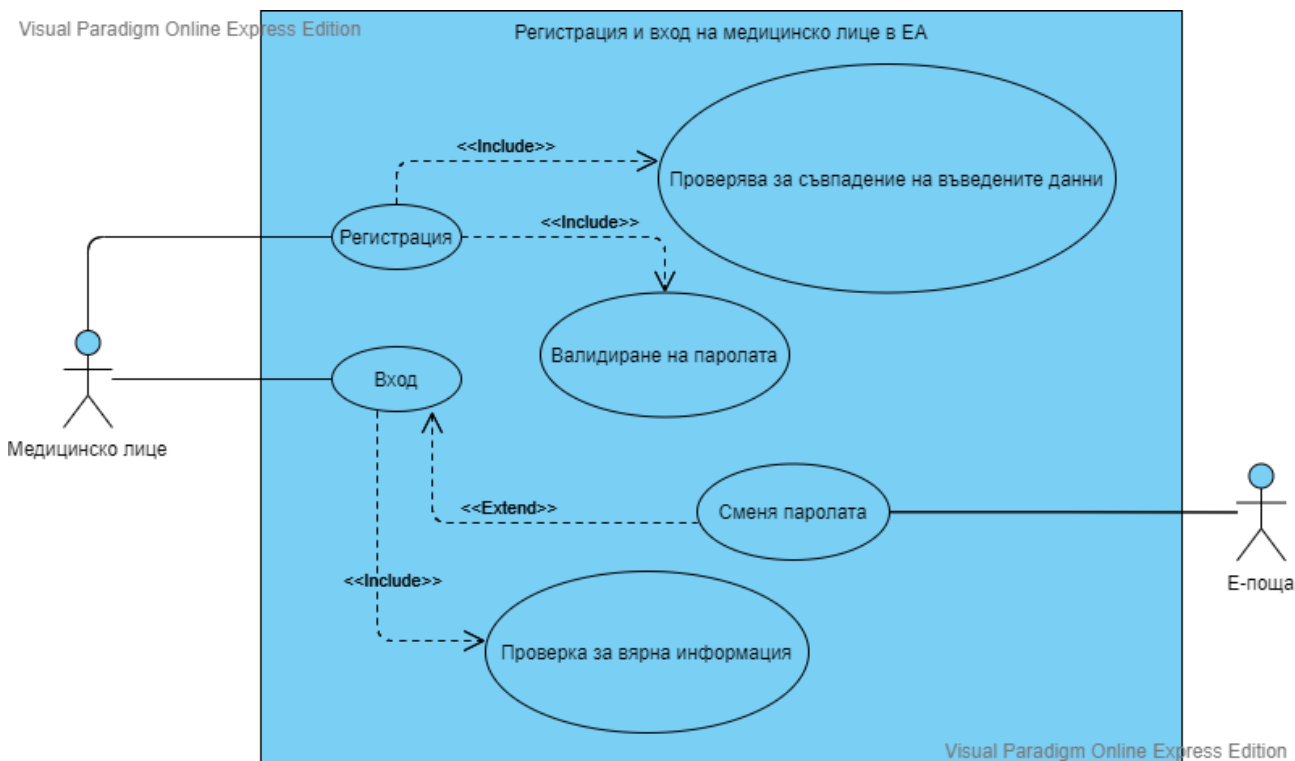 Visual Paradigm Online Express Edition
Регистрация и вход на медицинско лице в ЕА
<<Include>>
Проверява за съвпадение на въведените данни
<<Include>>
Регистрация
Валидиране на паролата
Вход
Медицинско лице
<<Extend>>
Сменя паролата
<<Include>>
Е-поща
Проверка за вярна информация
Visual Paradigm Online Express Edition